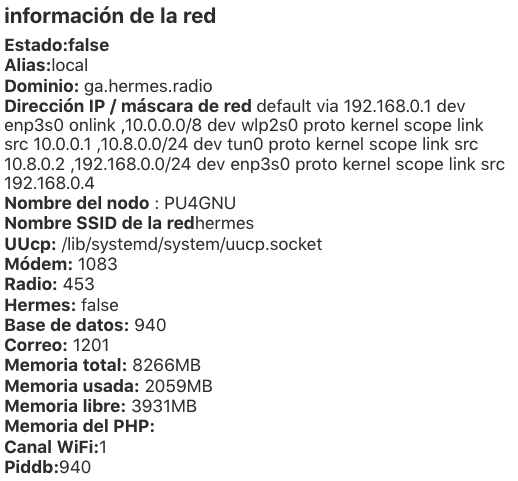 información de la red
Estado:false
Alias:local
Dominio: ga.hermes.radio
Dirección IP / máscara de red default via 192.168.0.1 dev
enp3s0 onlink ,10.0.0.0/8 dev wlp2s0 proto kernel scope link
src 10.0.0.1 ,10.8.0.0/24 dev tun0 proto kernel scope link src
10.8.0.2 ,192.168.0.0/24 dev enp3s0 proto kernel scope link src
192.168.0.4
Nombre del nodo : PU4GNU
Nombre SSID de la redhermes
UUcp: /lib/systemd/system/uucp.socket
Módem: 1083
Radio: 453
Hermes: false
Base de datos: 940
Correo: 1201
Memoria total: 8266MB
Memoria usada: 2059MB
Memoria libre: 3931MB
Memoria del PHP:
Canal WiFi:1
Piddb:940